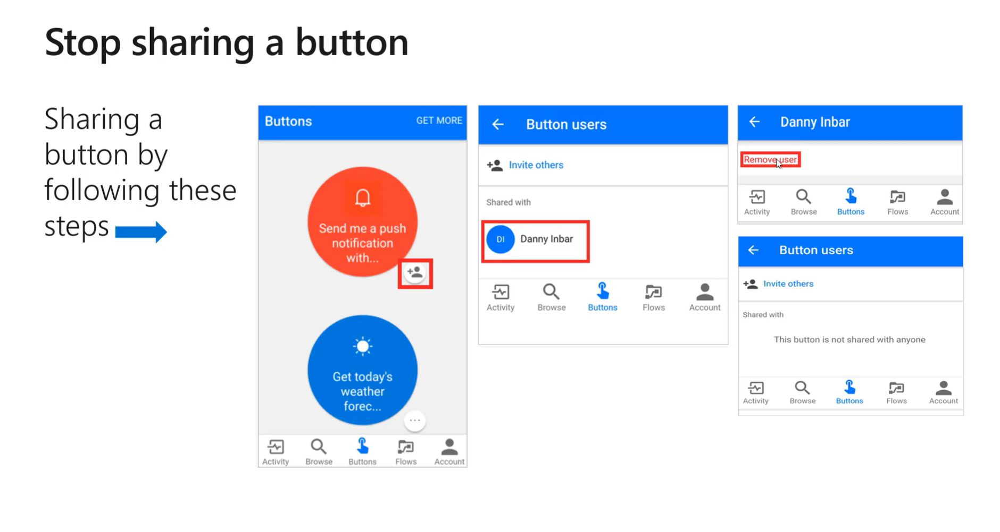 Stop sharing a button
Sharing a
button by
following these
steps
Buttons
GET MORE
Send me a push
notification
with...
Get today's
weather
forec...
Activity
Browse
Buttons
Flows
Account
Button users
Invite others
Shared with
DI
Danny Inbar
Activity
Browse
Buttons
Flows
Account
Danny Inbar
Remove user
Activity
Browse
Buttons
Flows
Account
Button users
Invite others
Shared with
This button is not shared with anyone
Activity
Browse
Buttons
Flows
Account